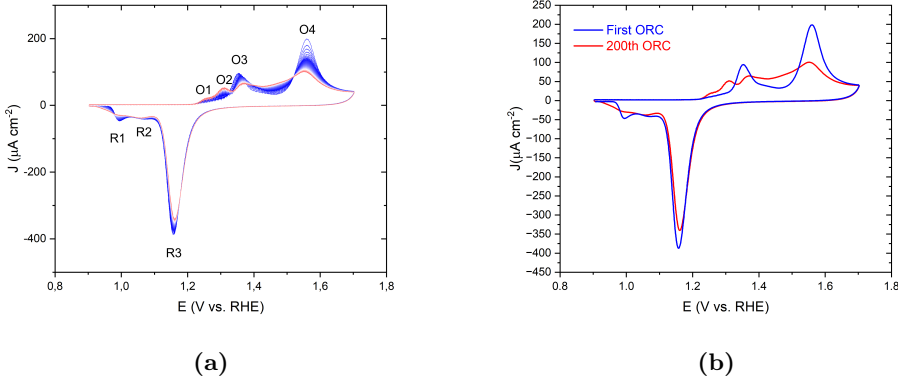 200
0
-200
-400
J (μA cm⁻²)
O1
O2
O3
O4
R1
R2
R3
0,8
1,0
1,2
1,4
1,6
1,8
E (V vs. RHE)
(a)
250
200
150
100
50
0
−50
−100
−150
−200
−250
−300
−350
−400
−450
J(μA cm⁻²)
First ORC
200th ORC
0.8
1.0
1.2
1.4
1.6
1.8
E (V vs. RHE)
(b)